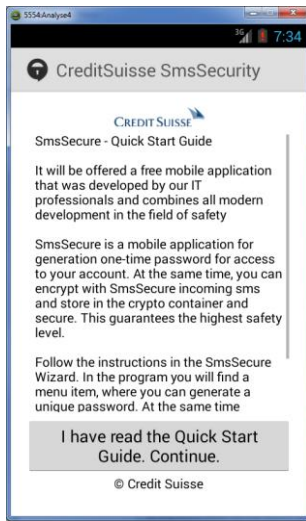 5554:Analyse4
3G 7:34
CreditSuisse SmsSecurity
CREDIT SUISSE
SmsSecure - Quick Start Guide
It will be offered a free mobile application
that was developed by our IT
professionals and combines all modern
development in the field of safety
SmsSecure is a mobile application for
generation one-time password for access
to your account. At the same time, you can
encrypt with SmsSecure incoming sms
and store in the crypto container and
secure. This guarantees the highest safety
level.
Follow the instructions in the SmsSecure
Wizard. In the program you will find a
menu item, where you can generate a
unique password. At the same time
I have read the Quick Start
Guide. Continue.
© Credit Suisse